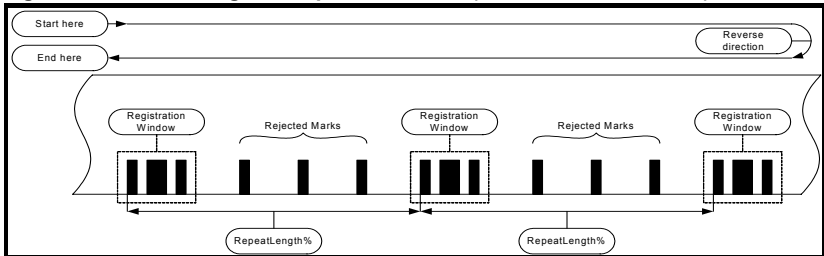 Start here
Reverse
direction
End here
Registration
Window
Rejected Marks
Registration
Window
Rejected Marks
Registration
Window
RepeatLength%
RepeatLength%